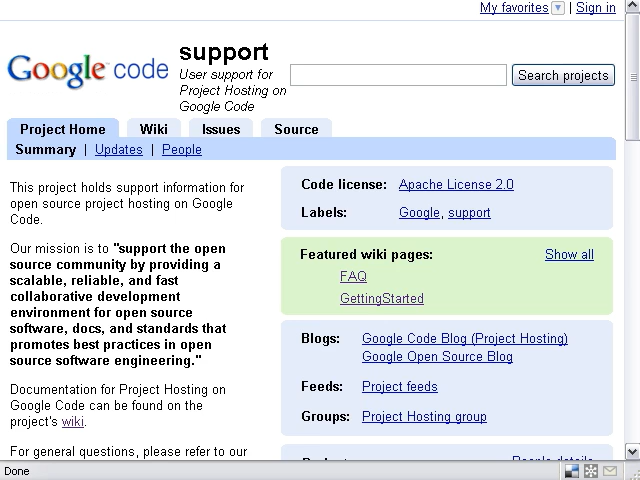 My favorites | Sign in
Google code
support
User support for
Project Hosting on
Google Code
Search projects
Project Home Wiki Issues Source
Summary | Updates | People
This project holds support information for
open source project hosting on Google
Code.
Our mission is to "support the open
source community by providing a
scalable, reliable, and fast
collaborative development
environment for open source
software, docs, and standards that
promotes best practices in open
source software engineering."
Documentation for Project Hosting on
Google Code can be found on the
project's wiki.
For general questions, please refer to our
Code license: Apache License 2.0
Labels: Google, support
Featured wiki pages: Show all
FAQ
GettingStarted
Blogs: Google Code Blog (Project Hosting)
Google Open Source Blog
Feeds: Project feeds
Groups: Project Hosting group
People details
Done